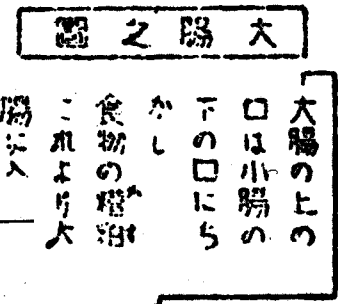 大腸之圖
大腸の上の
口は小腸の
下の口にち
かし
食物の糟粕
これより大
腸に入